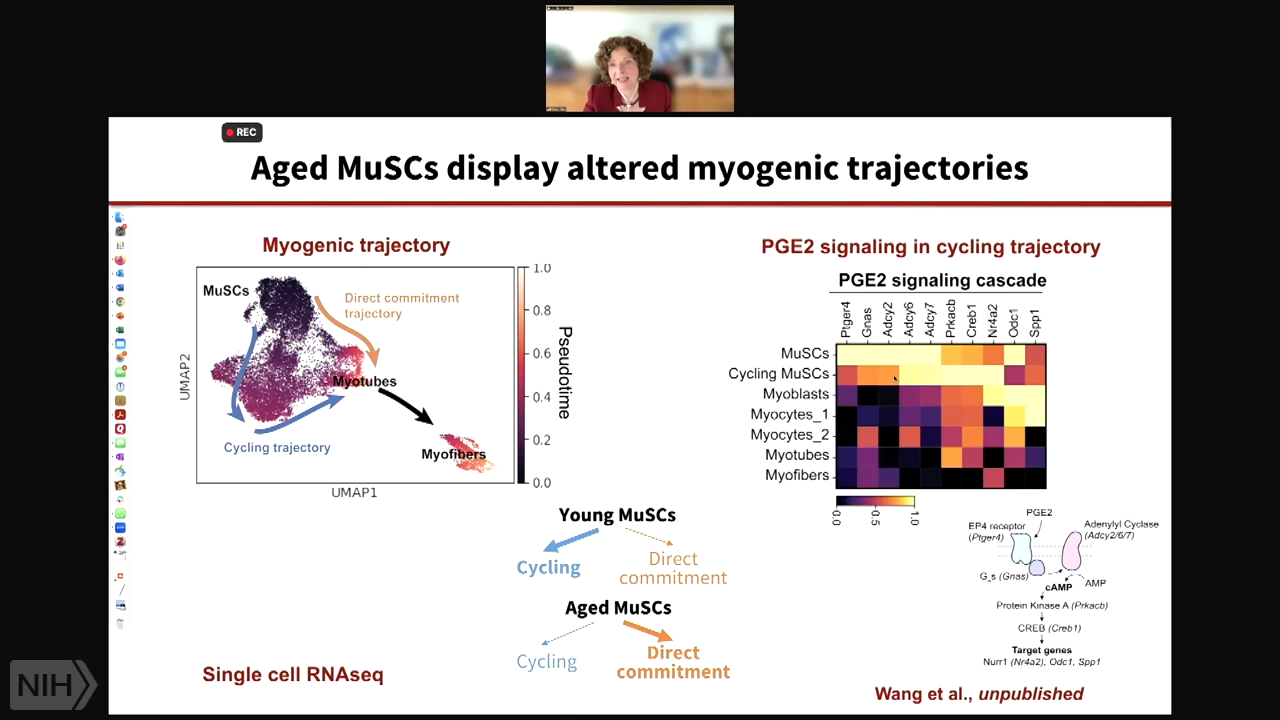 REC
Aged MuSCs display altered myogenic trajectories
Myogenic trajectory
MuSCs
Direct commitment
trajectory
Myotubes
Cycling trajectory
Myofibers
UMAP2
UMAP1
1.0
0.8
0.6
0.4
0.2
0.0
Pseudotime
PGE2 signaling in cycling trajectory
PGE2 signaling cascade
Ptger4
Gnas
Adcy2
Adcy6
Adcy7
Prkacb
Creb1
Nr4a2
Odc1
Spp1
MuSCs
Cycling MuSCs
Myoblasts
Myocytes_1
Myocytes_2
Myotubes
Myofibers
0.0
0.5
1.0
Young MuSCs
Cycling
Direct
commitment
Aged MuSCs
Cycling
Direct
commitment
PGE2
EP4 receptor
(Ptger4)
Adenylyl Cyclase
(Adcy2/6/7)
Gαs (Gnas)
cAMP
AMP
Protein Kinase A (Prkacb)
CREB (Creb1)
Target genes
Nurr1 (Nr4a2), Odc1, Spp1
Single cell RNAseq
Wang et al., unpublished
NIH